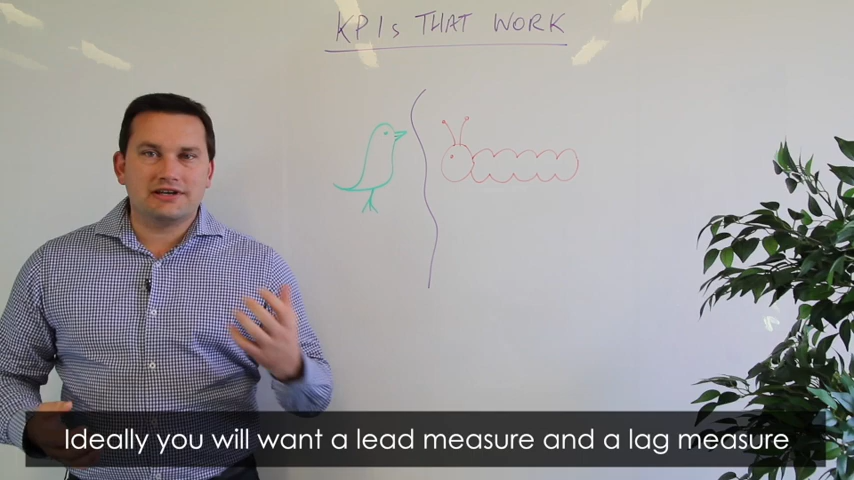 KPIs THAT WORK
Ideally you will want a lead measure and a lag measure